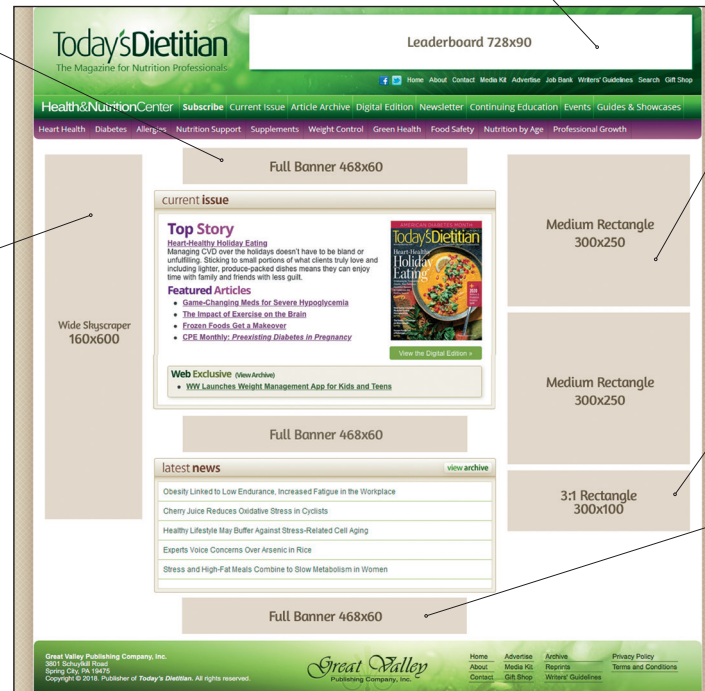 Today'sDietitian
The Magazine for Nutrition Professionals
Leaderboard 728x90
Home About Contact Media Kit Advertise Job Bank Writers' Guidelines Search Gift Shop
Health&NutritionCenter Subscribe Current Issue Article Archive Digital Edition Newsletter Continuing Education Events Guides & Showcases
Heart Health Diabetes Allergies Nutrition Support Supplements Weight Control Green Health Food Safety Nutrition by Age Professional Growth
Full Banner 468x60
Wide Skyscraper
160x600
current issue
Top Story
Heart-Healthy Holiday Eating
Managing CVD over the holidays doesn't have to be bland or
unfulfilling. Sticking to small portions of what clients truly love and
including lighter, produce-packed dishes means they can enjoy
time with family and friends with less guilt.
Featured Articles
• Game-Changing Meds for Severe Hypoglycemia
• The Impact of Exercise on the Brain
• Frozen Foods Get a Makeover
• CPE Monthly: Preexisting Diabetes in Pregnancy
AMERICAN DIABETES MONTH
Today'sDietitian
Heart-Healthy
Holiday
Eating
View the Digital Edition »
Web Exclusive (View Archive)
• WW Launches Weight Management App for Kids and Teens
Medium Rectangle
300x250
Medium Rectangle
300x250
Full Banner 468x60
latest news
view archive
Obesity Linked to Low Endurance, Increased Fatigue in the Workplace
Cherry Juice Reduces Oxidative Stress in Cyclists
Healthy Lifestyle May Buffer Against Stress-Related Cell Aging
Experts Voice Concerns Over Arsenic in Rice
Stress and High-Fat Meals Combine to Slow Metabolism in Women
3:1 Rectangle
300x100
Full Banner 468x60
Great Valley Publishing Company, Inc.
3801 Schuylkill Road
Spring City, PA 19475
Copyright © 2018. Publisher of Today's Dietitian. All rights reserved.
Great Valley
Publishing Company, Inc.
Home Advertise Archive Privacy Policy
About Media Kit Reprints Terms and Conditions
Contact Gift Shop Writers' Guidelines